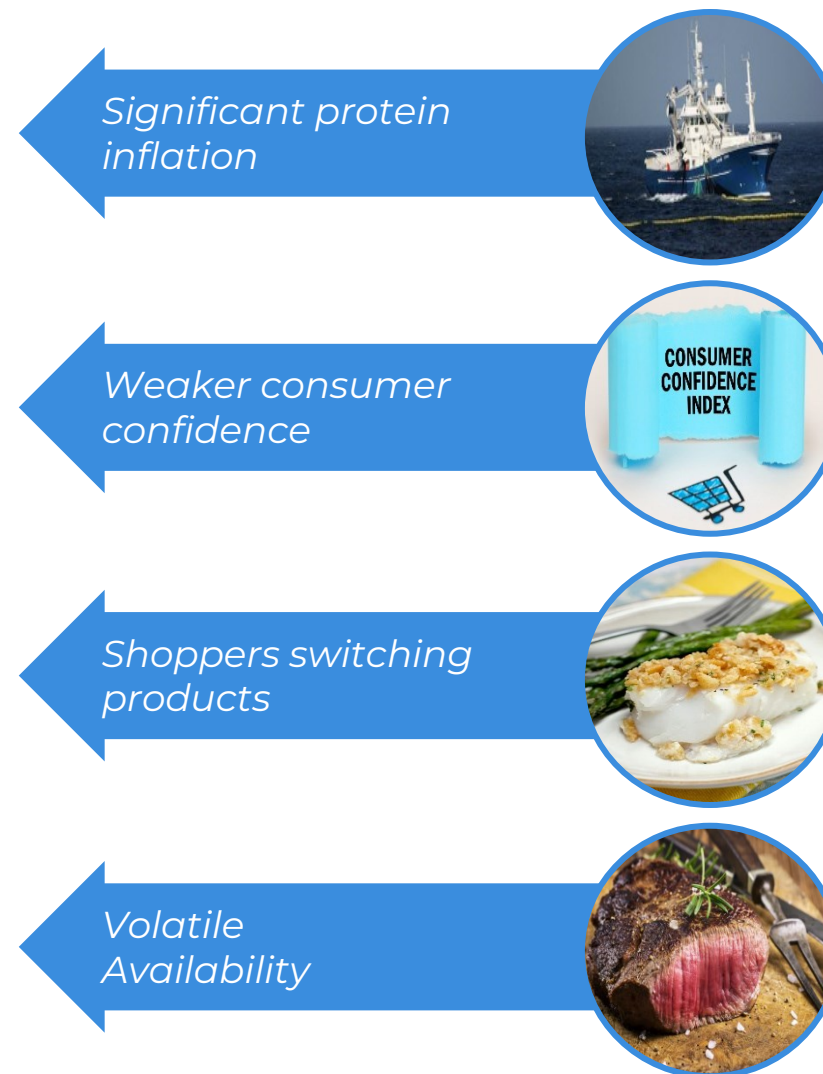 Significant protein
inflation
Weaker consumer
confidence
CONSUMER
CONFIDENCE
INDEX
Shoppers switching
products
Volatile
Availability